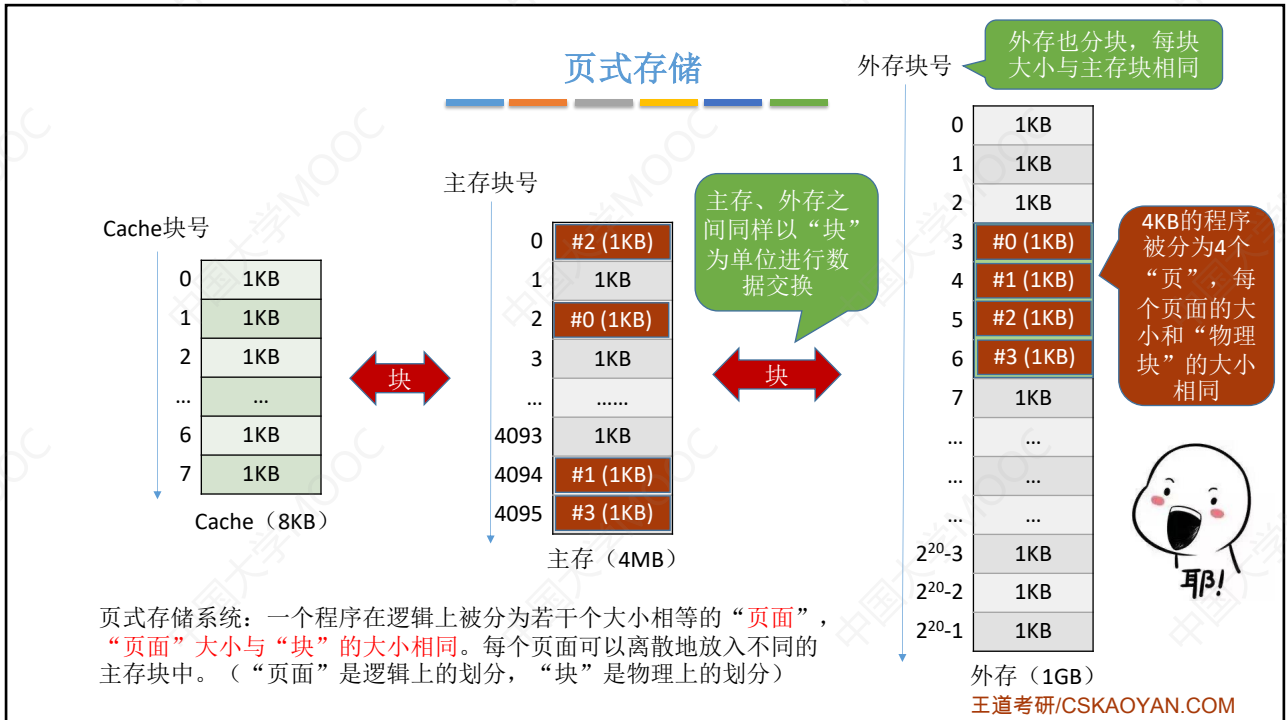 页式存储
外存块号
外存也分块，每块
大小与主存块相同
Cache块号
0 1KB
1 1KB
2 1KB
... ...
6 1KB
7 1KB
Cache（8KB）
块
主存块号
0 #2 (1KB)
1 1KB
2 #0 (1KB)
3 1KB
... ......
4093 1KB
4094 #1 (1KB)
4095 #3 (1KB)
主存（4MB）
主存、外存之
间同样以“块”
为单位进行数
据交换
块
0 1KB
1 1KB
2 1KB
3 #0 (1KB)
4 #1 (1KB)
5 #2 (1KB)
6 #3 (1KB)
7 1KB
... ...
... ...
... ...
2²⁰-3 1KB
2²⁰-2 1KB
2²⁰-1 1KB
外存（1GB）
4KB的程序
被分为4个
“页”，每
个页面的大
小和“物理
块”的大小
相同
耶!
页式存储系统：一个程序在逻辑上被分为若干个大小相等的“页面”，
“页面”大小与“块”的大小相同。每个页面可以离散地放入不同的
主存块中。（“页面”是逻辑上的划分，“块”是物理上的划分）
王道考研/CSKAOYAN.COM
中国大学MOOC